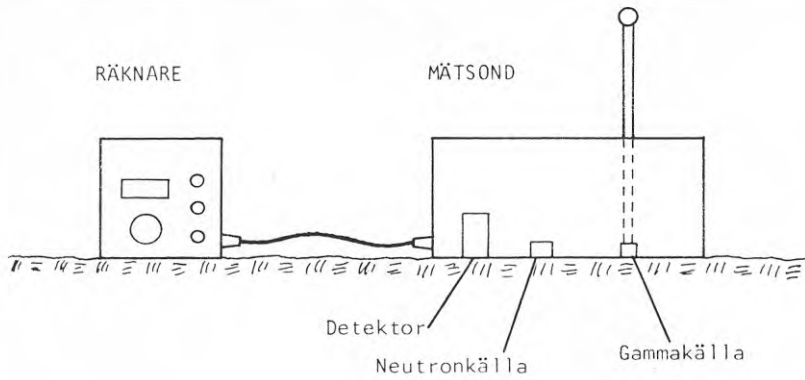 RÄKNARE
MÄTSOND
Detektor
Neutronkälla
Gammakälla